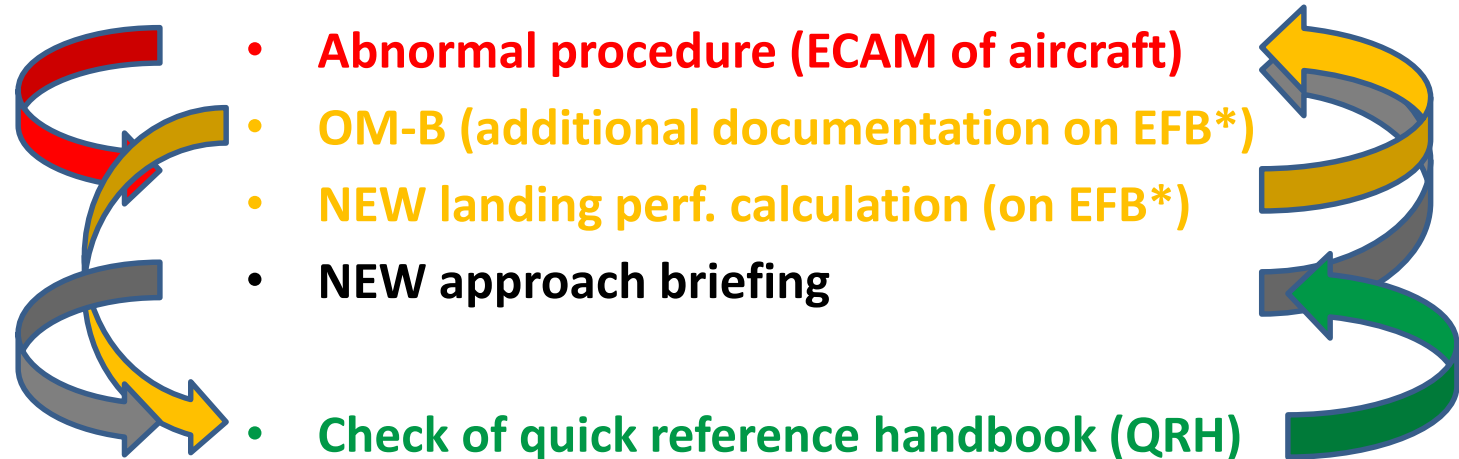 • Abnormal procedure (ECAM of aircraft)
• OM-B (additional documentation on EFB*)
• NEW landing perf. calculation (on EFB*)
• NEW approach briefing
• Check of quick reference handbook (QRH)